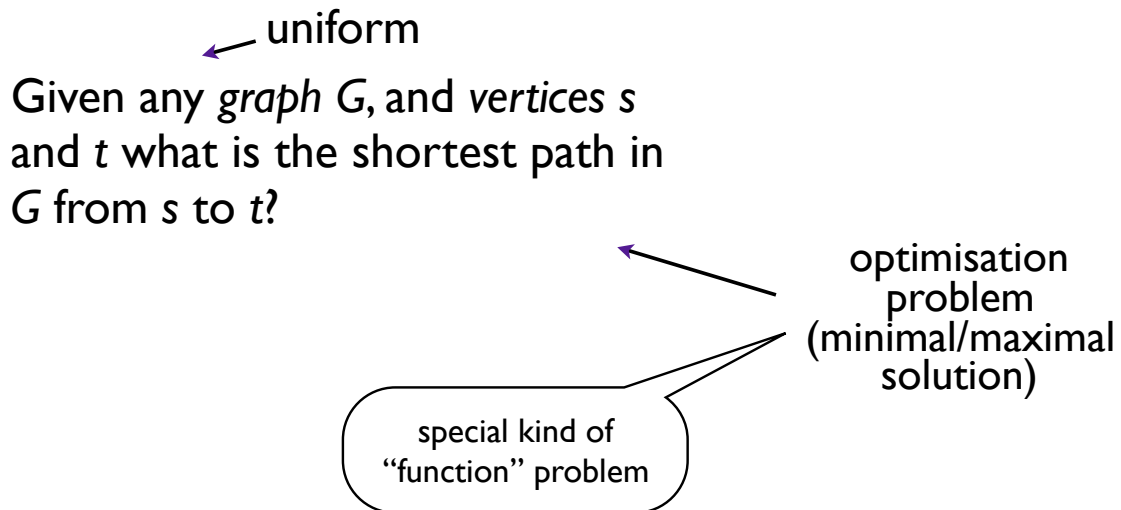 uniform
Given any graph G, and vertices s
and t what is the shortest path in
G from s to t?
optimisation
problem
(minimal/maximal
solution)
special kind of
“function” problem